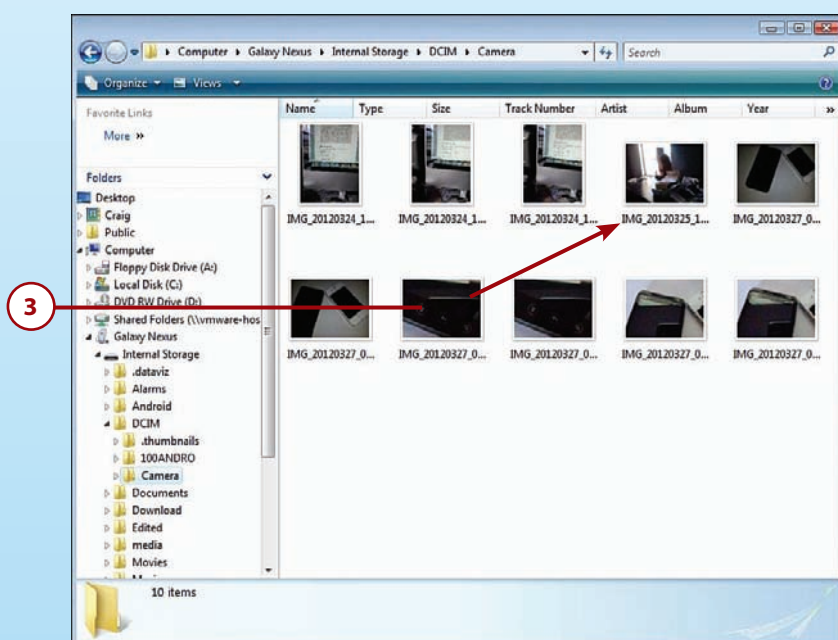 Computer ▸ Galaxy Nexus ▸ Internal Storage ▸ DCIM ▸ Camera
Search
Organize
Views
Favorite Links
More »
Folders
Desktop
Craig
Public
Computer
Floppy Disk Drive (A:)
Local Disk (C:)
DVD RW Drive (D:)
Shared Folders (\\vmware-hos
Galaxy Nexus
Internal Storage
.dataviz
Alarms
Android
DCIM
.thumbnails
100ANDRO
Camera
Documents
Download
Edited
media
Movies
3
Name Type Size Track Number Artist Album Year »
IMG_20120324_1... IMG_20120324_1... IMG_20120324_1... IMG_20120325_1... IMG_20120327_0...
IMG_20120327_0... IMG_20120327_0... IMG_20120327_0... IMG_20120327_0... IMG_20120327_0...
10 items